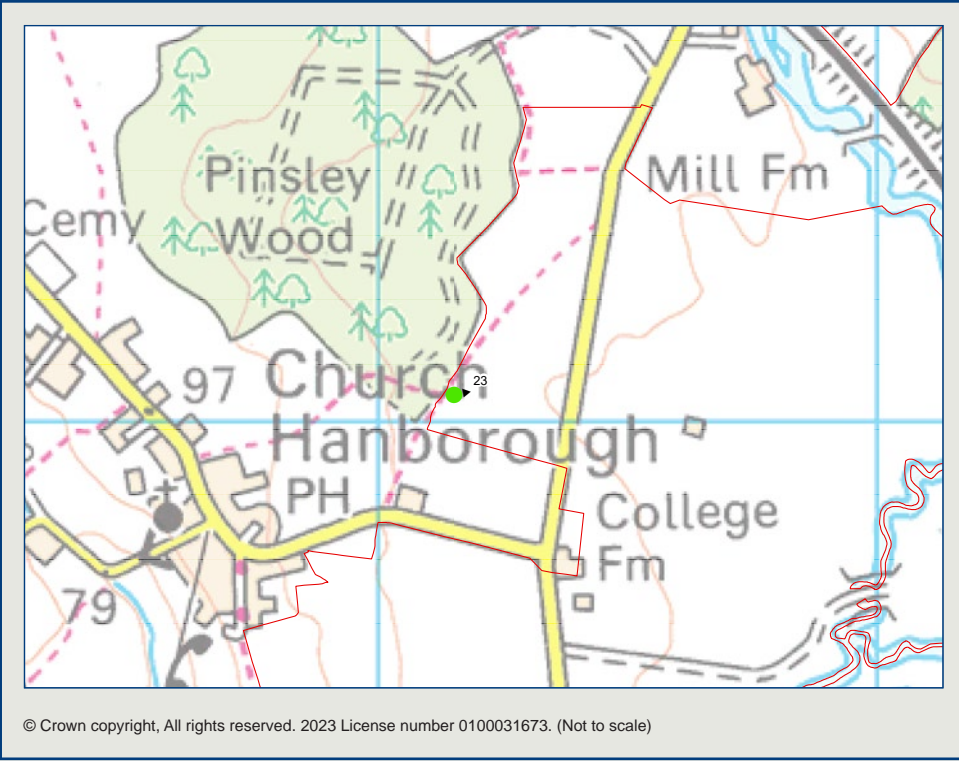 Pinsley
Wood
Mill Fm
Cemy
23
97
Church
Hanborough
PH
College
Fm
79
© Crown copyright, All rights reserved. 2023 License number 0100031673. (Not to scale)